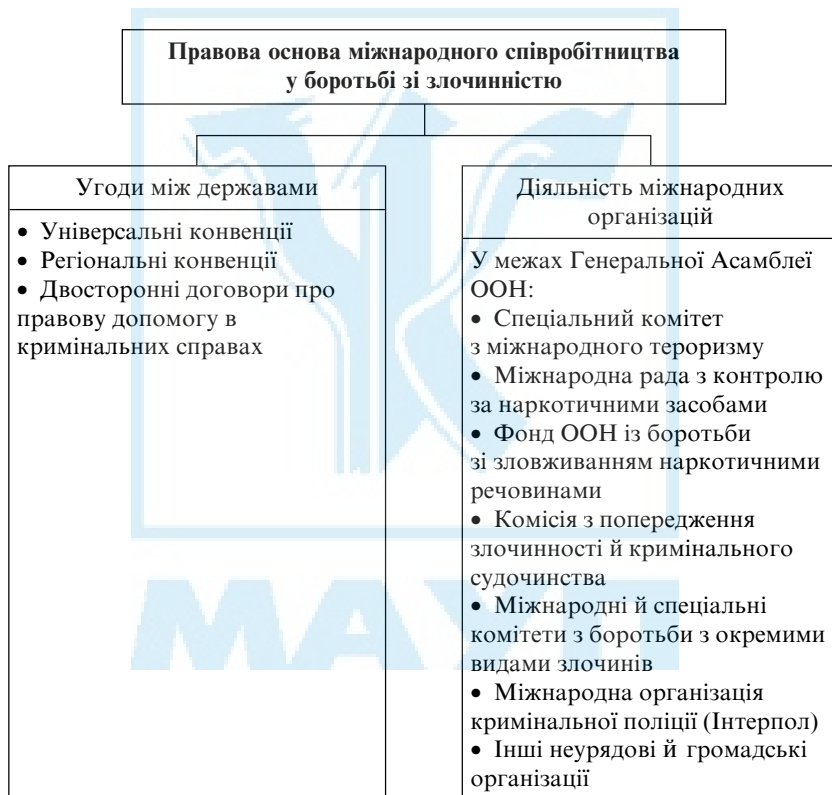 Правова основа міжнародного співробітництва
у боротьбі зі злочинністю
Угоди між державами
• Універсальні конвенції
• Регіональні конвенції
• Двосторонні договори про
правову допомогу в
кримінальних справах
Діяльність міжнародних
організацій
У межах Генеральної Асамблеї
ООН:
• Спеціальний комітет
з міжнародного тероризму
• Міжнародна рада з контролю
за наркотичними засобами
• Фонд ООН із боротьби
зі зловживанням наркотичними
речовинами
• Комісія з попередження
злочинності й кримінального
судочинства
• Міжнародні й спеціальні
комітети з боротьби з окремими
видами злочинів
• Міжнародна організація
кримінальної поліції (Інтерпол)
• Інші неурядові й громадські
організації
МАУП